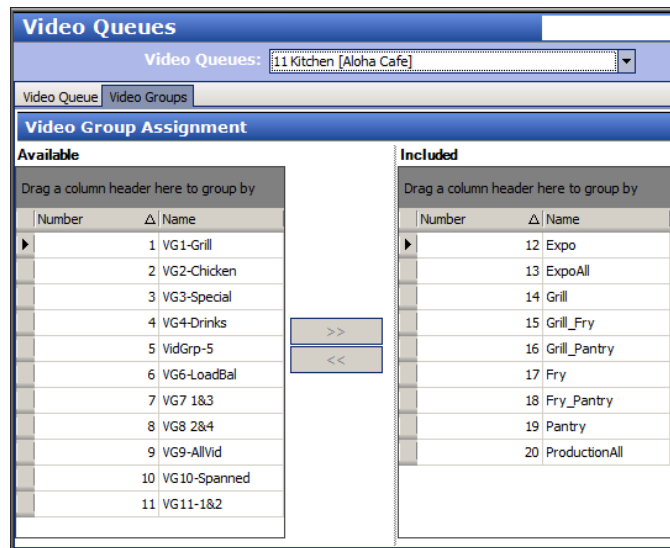 Video Queues
Video Queues: 11 Kitchen [Aloha Cafe]
Video Queue Video Groups
Video Group Assignment
Available
Drag a column header here to group by
Number Name
1 VG1-Grill
2 VG2-Chicken
3 VG3-Special
4 VG4-Drinks
5 VidGrp-5
6 VG6-LoadBal
7 VG7 1&3
8 VG8 2&4
9 VG9-AllVid
10 VG10-Spanned
11 VG11-1&2
>>
<<
Included
Drag a column header here to group by
Number Name
12 Expo
13 ExpoAll
14 Grill
15 Grill_Fry
16 Grill_Pantry
17 Fry
18 Fry_Pantry
19 Pantry
20 ProductionAll